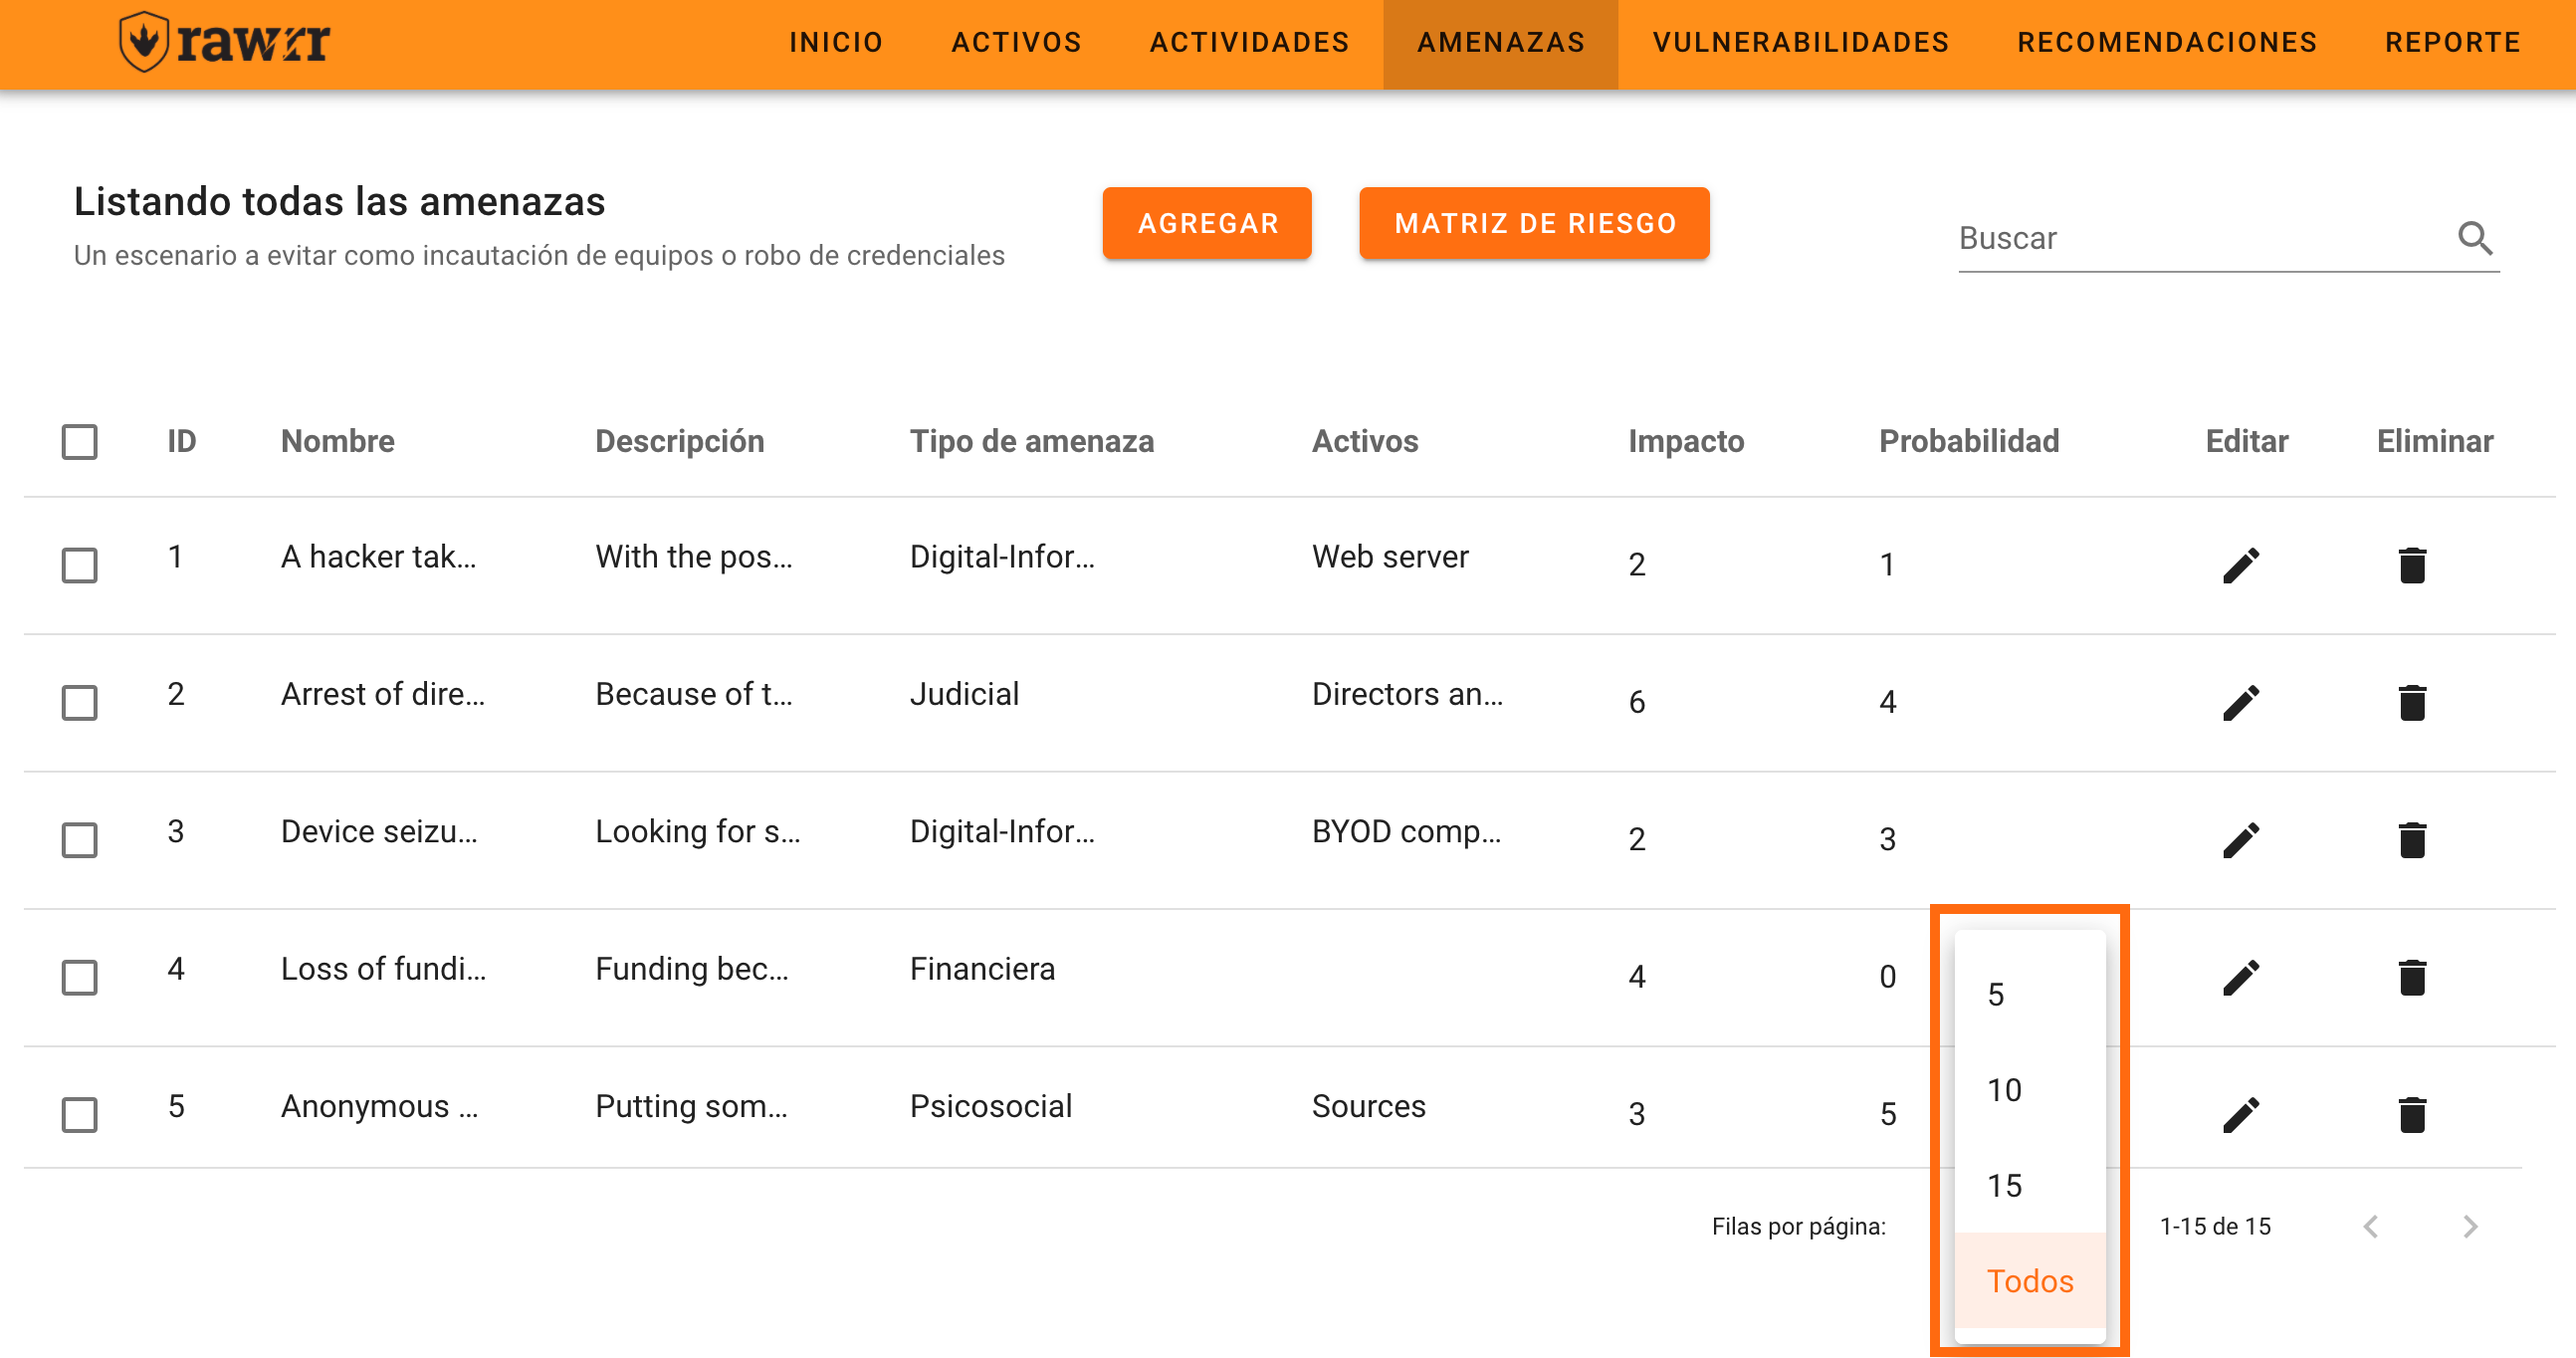 rawrr
INICIO ACTIVOS ACTIVIDADES AMENAZAS VULNERABILIDADES RECOMENDACIONES REPORTE
Listando todas las amenazas
Un escenario a evitar como incautación de equipos o robo de credenciales
AGREGAR MATRIZ DE RIESGO
Buscar
ID Nombre Descripción Tipo de amenaza Activos Impacto Probabilidad Editar Eliminar
1 A hacker tak... With the pos... Digital-Infor... Web server 2 1
2 Arrest of dire... Because of t... Judicial Directors an... 6 4
3 Device seizu... Looking for s... Digital-Infor... BYOD comp... 2 3
4 Loss of fundi... Funding bec... Financiera 4 0
5 Anonymous ... Putting som... Psicosocial Sources 3 5
5
10
15
Todos
Filas por página: 1-15 de 15